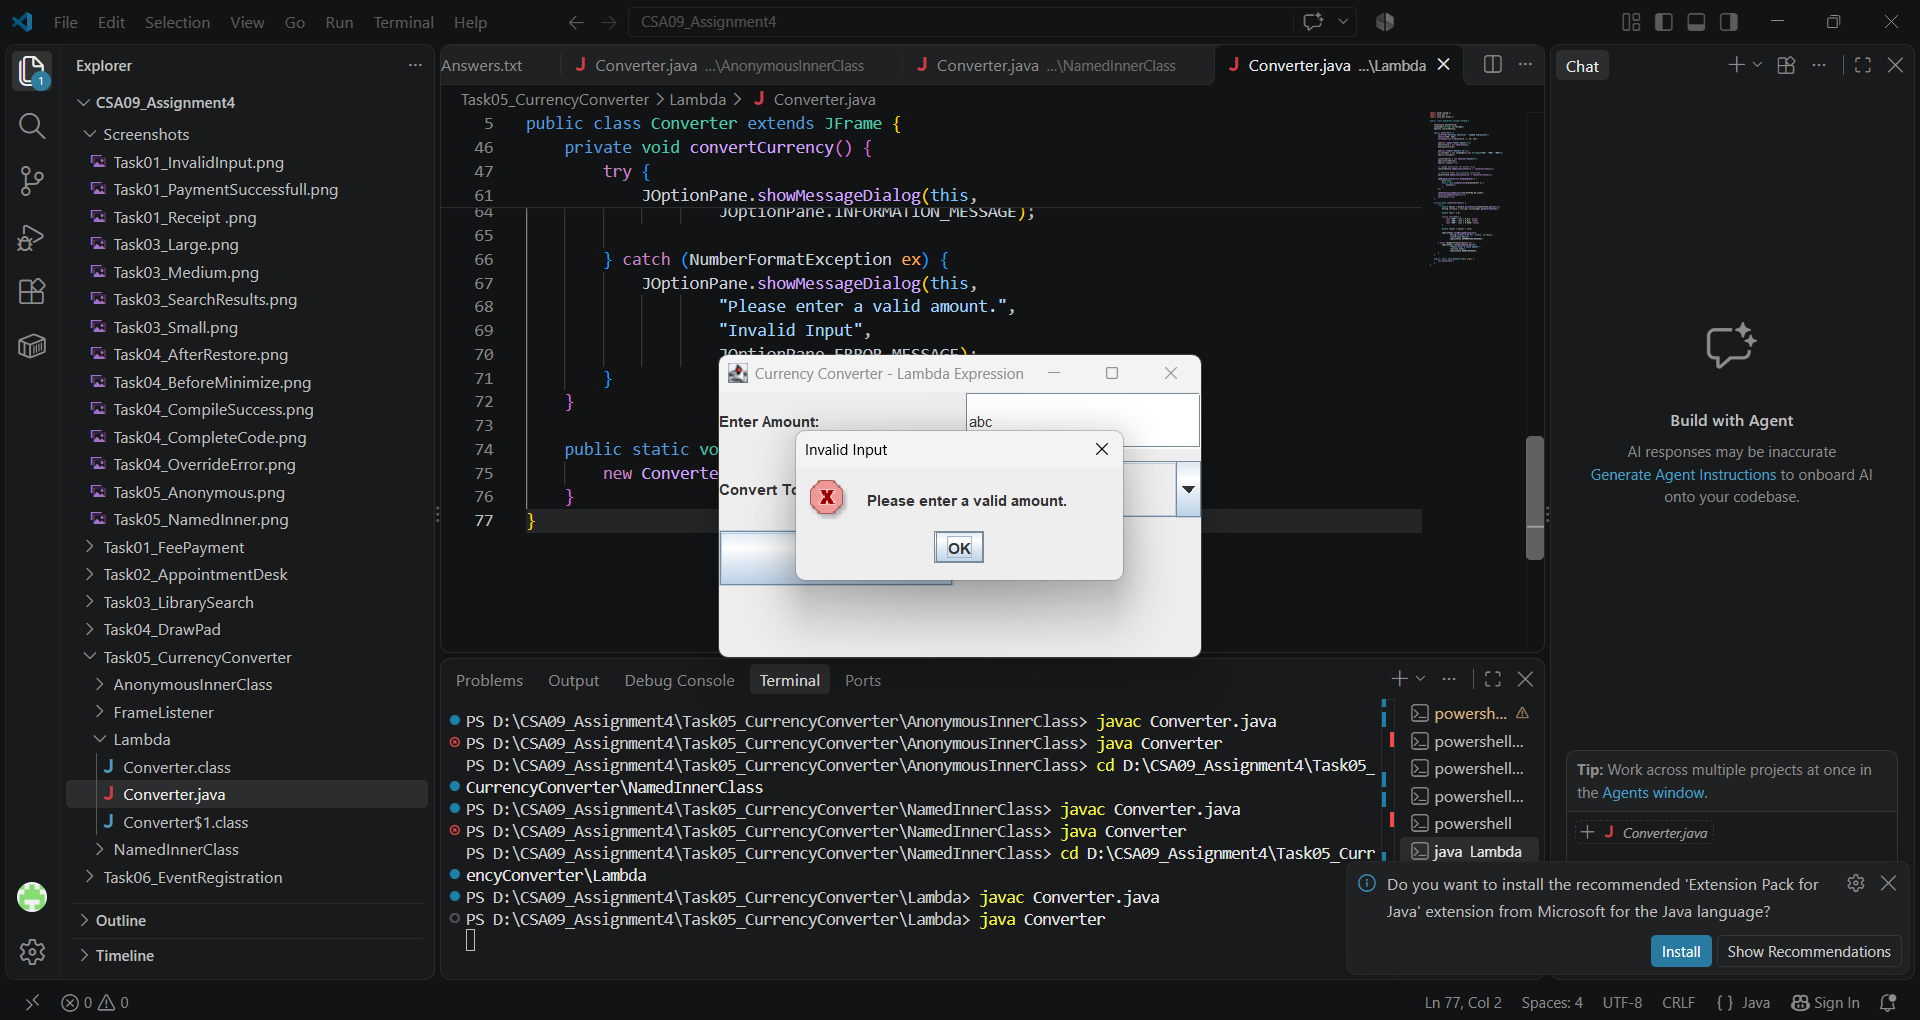 File Edit Selection View Go Run Terminal Help
CSA09_Assignment4
Explorer
CSA09_Assignment4
Screenshots
Task01_InvalidInput.png
Task01_PaymentSuccessfull.png
Task01_Receipt .png
Task03_Large.png
Task03_Medium.png
Task03_SearchResults.png
Task03_Small.png
Task04_AfterRestore.png
Task04_BeforeMinimize.png
Task04_CompileSuccess.png
Task04_CompleteCode.png
Task04_OverrideError.png
Task05_Anonymous.png
Task05_NamedInner.png
Task01_FeePayment
Task02_AppointmentDesk
Task03_LibrarySearch
Task04_DrawPad
Task05_CurrencyConverter
AnonymousInnerClass
FrameListener
Lambda
Converter.class
Converter.java
Converter$1.class
NamedInnerClass
Task06_EventRegistration
Outline
Timeline
Answers.txt
Converter.java ...\AnonymousInnerClass
Converter.java ...\NamedInnerClass
Converter.java ...\Lambda
Task05_CurrencyConverter > Lambda > Converter.java
5 public class Converter extends JFrame {
46 private void convertCurrency() {
47 try {
61 JOptionPane.showMessageDialog(this,
64 JOptionPane.INFORMATION_MESSAGE);
65
66 } catch (NumberFormatException ex) {
67 JOptionPane.showMessageDialog(this,
68 "Please enter a valid amount.",
69 "Invalid Input",
70 JOptionPane.ERROR_MESSAGE);
71 }
72 }
73
74 public static vo
75 new Converte
76 }
77 }
Currency Converter - Lambda Expression
Enter Amount:
abc
Convert To
Invalid Input
Please enter a valid amount.
OK
Problems Output Debug Console Terminal Ports
PS D:\CSA09_Assignment4\Task05_CurrencyConverter\AnonymousInnerClass> javac Converter.java
PS D:\CSA09_Assignment4\Task05_CurrencyConverter\AnonymousInnerClass> java Converter
PS D:\CSA09_Assignment4\Task05_CurrencyConverter\AnonymousInnerClass> cd D:\CSA09_Assignment4\Task05_
CurrencyConverter\NamedInnerClass
PS D:\CSA09_Assignment4\Task05_CurrencyConverter\NamedInnerClass> javac Converter.java
PS D:\CSA09_Assignment4\Task05_CurrencyConverter\NamedInnerClass> java Converter
PS D:\CSA09_Assignment4\Task05_CurrencyConverter\NamedInnerClass> cd D:\CSA09_Assignment4\Task05_Curr
encyConverter\Lambda
PS D:\CSA09_Assignment4\Task05_CurrencyConverter\Lambda> javac Converter.java
PS D:\CSA09_Assignment4\Task05_CurrencyConverter\Lambda> java Converter
powersh...
powershell...
powershell...
powershell...
powershell
java Lambda
Chat
Build with Agent
AI responses may be inaccurate
Generate Agent Instructions to onboard AI
onto your codebase.
Tip: Work across multiple projects at once in
the Agents window.
Converter.java
Do you want to install the recommended 'Extension Pack for
Java' extension from Microsoft for the Java language?
Install
Show Recommendations
0 0
Ln 77, Col 2 Spaces: 4 UTF-8 CRLF { } Java Sign In